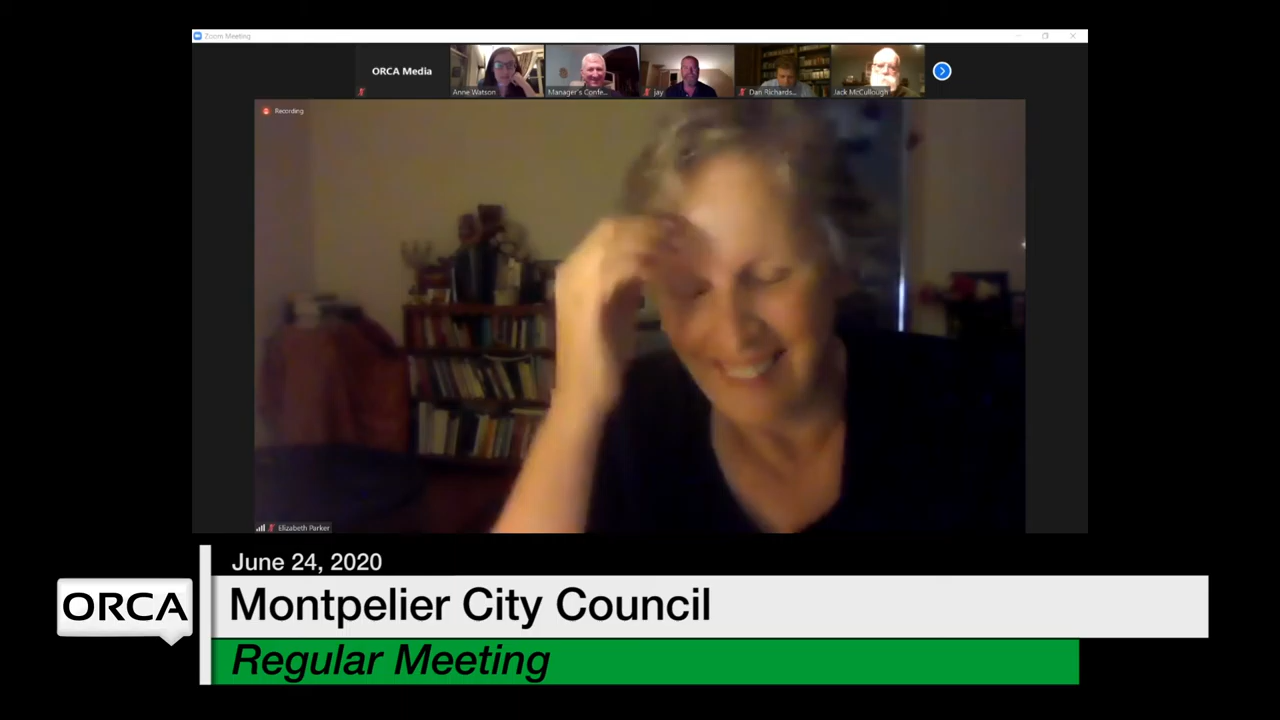 Zoom Meeting
ORCA Media
Anne Watson
Manager's Confe...
jay
Dan Richards...
Jack McCullough
Recording
Elizabeth Parker
June 24, 2020
ORCA
Montpelier City Council
Regular Meeting